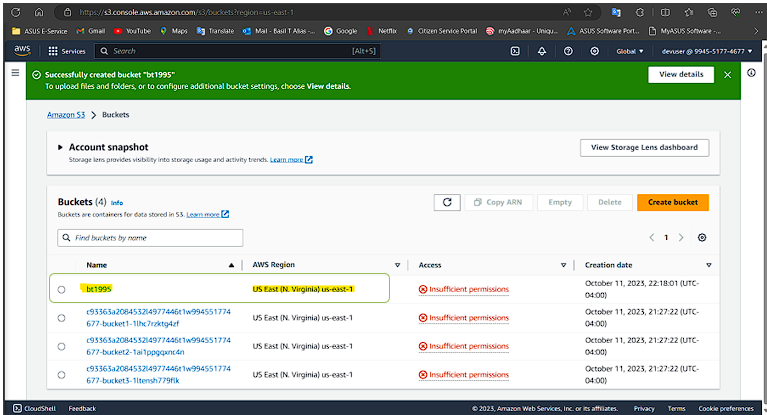 https://s3.console.aws.amazon.com/s3/buckets?region=us-east-1
ASUS E-Service Gmail YouTube Maps Translate Mail - Basil T Alias -... Google Netflix Citizen Service Portal myAadhaar - Uniqu... ASUS Software Port... MyASUS Software -...
aws Services Search [Alt+S] Global devuser @ 9945-5177-4677
Successfully created bucket "bt1995"
To upload files and folders, or to configure additional bucket settings, choose View details.
View details
Amazon S3 > Buckets
Account snapshot
Storage lens provides visibility into storage usage and activity trends. Learn more
View Storage Lens dashboard
Buckets (4) Info
Buckets are containers for data stored in S3. Learn more
Copy ARN Empty Delete Create bucket
Find buckets by name
1
Name AWS Region Access Creation date
bt1995 US East (N. Virginia) us-east-1 Insufficient permissions October 11, 2023, 22:18:01 (UTC-
04:00)
c93363a2084532l4977446t1w994551774 US East (N. Virginia) us-east-1 Insufficient permissions October 11, 2023, 21:27:22 (UTC-
677-bucket1-1lhc7rzktg4zf 04:00)
c93363a2084532l4977446t1w994551774 US East (N. Virginia) us-east-1 Insufficient permissions October 11, 2023, 21:27:22 (UTC-
677-bucket2-1ai1ppgqxnc4n 04:00)
c93363a2084532l4977446t1w994551774 US East (N. Virginia) us-east-1 Insufficient permissions October 11, 2023, 21:27:22 (UTC-
677-bucket3-1ltensh779flk 04:00)
CloudShell Feedback © 2023, Amazon Web Services, Inc. or its affiliates. Privacy Terms Cookie preferences